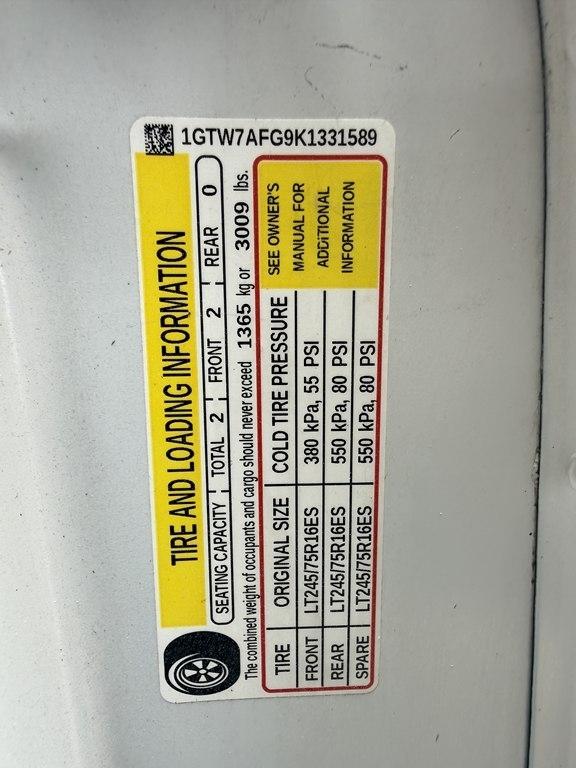 1GTW7AFG9K1331589
TIRE AND LOADING INFORMATION
SEATING CAPACITY TOTAL 2 FRONT 2 REAR 0
The combined weight of occupants and cargo should never exceed 1365 kg or 3009 lbs.
TIRE ORIGINAL SIZE COLD TIRE PRESSURE
FRONT LT245/75R16ES 380 kPa, 55 PSI
REAR LT245/75R16ES 550 kPa, 80 PSI
SPARE LT245/75R16ES 550 kPa, 80 PSI
SEE OWNER'S
MANUAL FOR
ADDITIONAL
INFORMATION